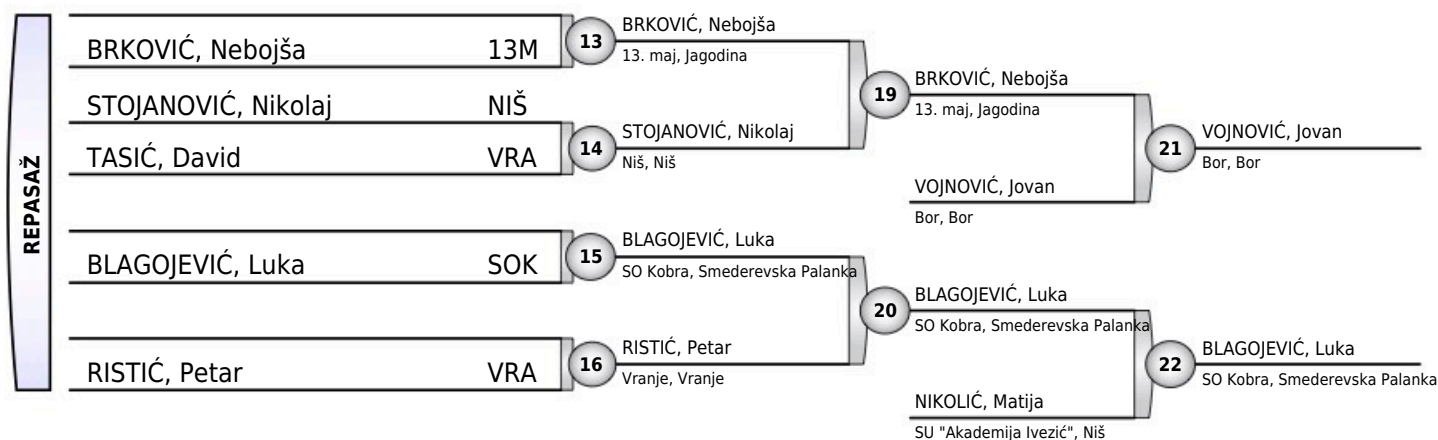 REPASAŽ
BRKOVIĆ, Nebojša 13M
STOJANOVIĆ, Nikolaj NIŠ
TASIĆ, David VRA
BLAGOJEVIĆ, Luka SOK
RISTIĆ, Petar VRA
13
BRKOVIĆ, Nebojša
13. maj, Jagodina
14
STOJANOVIĆ, Nikolaj
Niš, Niš
15
BLAGOJEVIĆ, Luka
SO Kobra, Smederevska Palanka
16
RISTIĆ, Petar
Vranje, Vranje
19
BRKOVIĆ, Nebojša
13. maj, Jagodina
VOJNOVIĆ, Jovan
Bor, Bor
20
BLAGOJEVIĆ, Luka
SO Kobra, Smederevska Palanka
NIKOLIĆ, Matija
SU "Akademija Ivezić", Niš
21
VOJNOVIĆ, Jovan
Bor, Bor
22
BLAGOJEVIĆ, Luka
SO Kobra, Smederevska Palanka